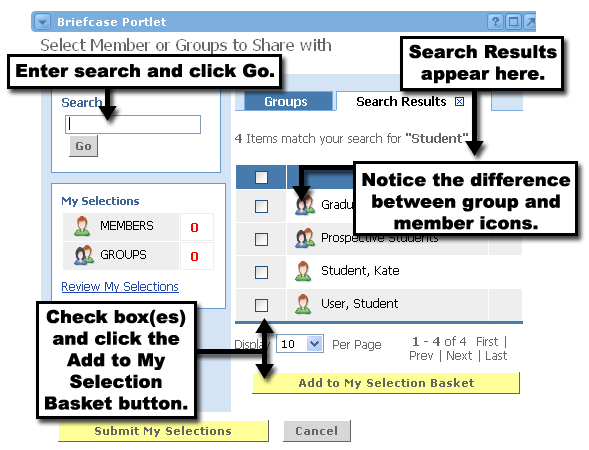 Briefcase Portlet
Select Member or Groups to Share with
Enter search and click Go.
Search Results
appear here.
Search
Go
Groups
Search Results
4 Items match your search for "Student"
Notice the difference
between group and
member icons.
My Selections
MEMBERS 0
GROUPS 0
Review My Selections
Prospective Students
Student, Kate
User, Student
Check box(es)
and click the
Add to My
Selection
Basket button.
Display 10 Per Page
1 - 4 of 4 First |
Prev | Next | Last
Add to My Selection Basket
Submit My Selections
Cancel